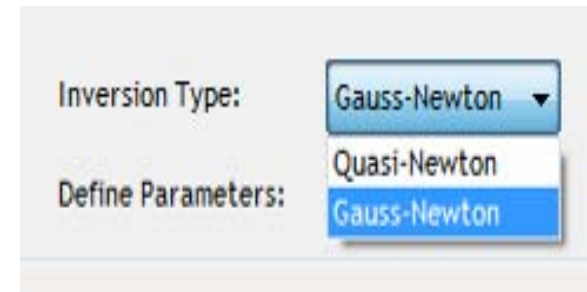 Inversion Type: Gauss-Newton
Quasi-Newton
Define Parameters: Gauss-Newton